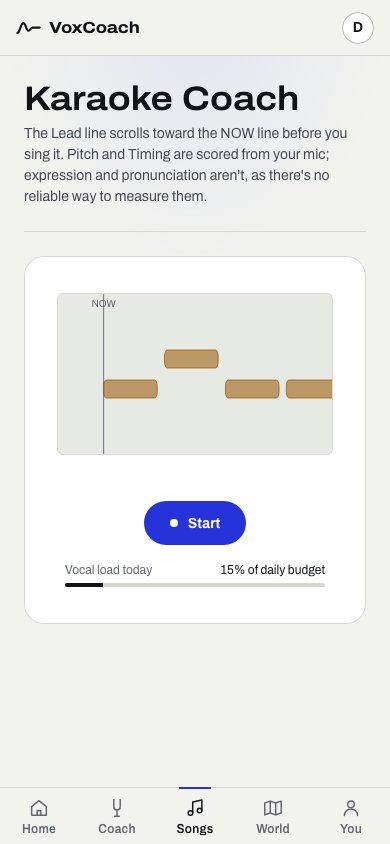 VoxCoach
D
Karaoke Coach
The Lead line scrolls toward the NOW line before you
sing it. Pitch and Timing are scored from your mic;
expression and pronunciation aren't, as there's no
reliable way to measure them.
NOW
Start
Vocal load today 15% of daily budget
Home Coach Songs World You